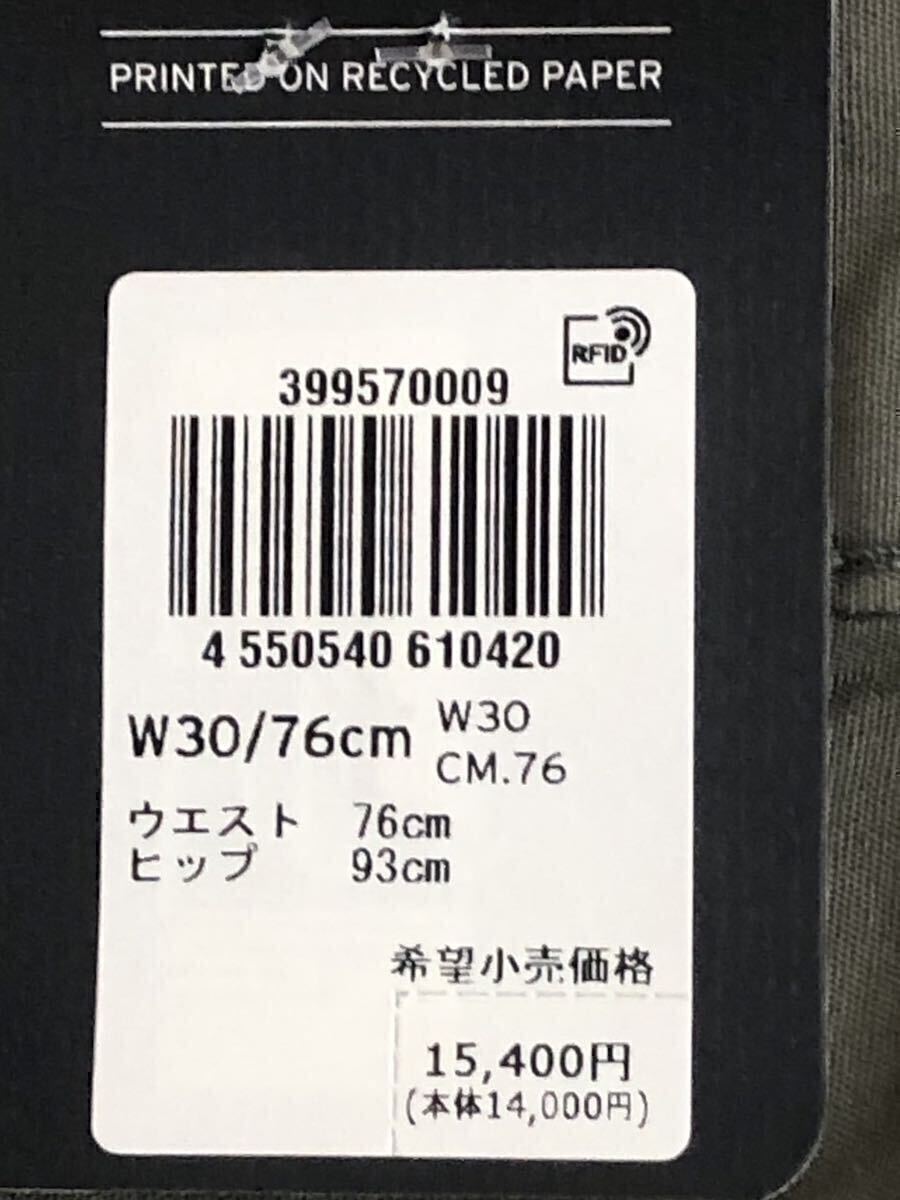 PRINTED ON RECYCLED PAPER
RFID
399570009
4 550540 610420
W30/76cm W30
CM.76
ウエスト 76cm
ヒップ 93cm
希望小売価格
15,400円
(本体14,000円)